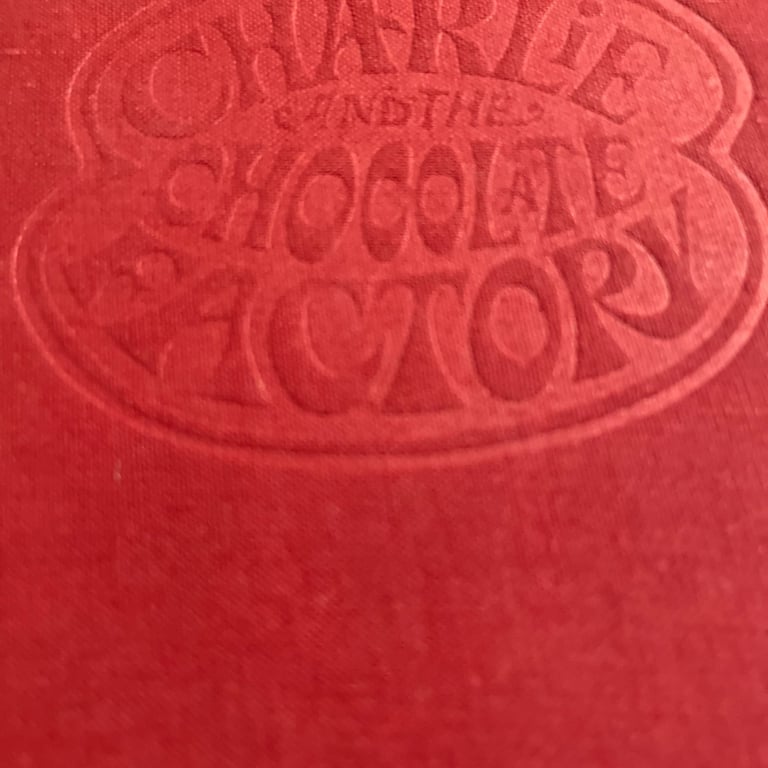 CHARLiE
AND THE
CHOCOLATE
FACTORY